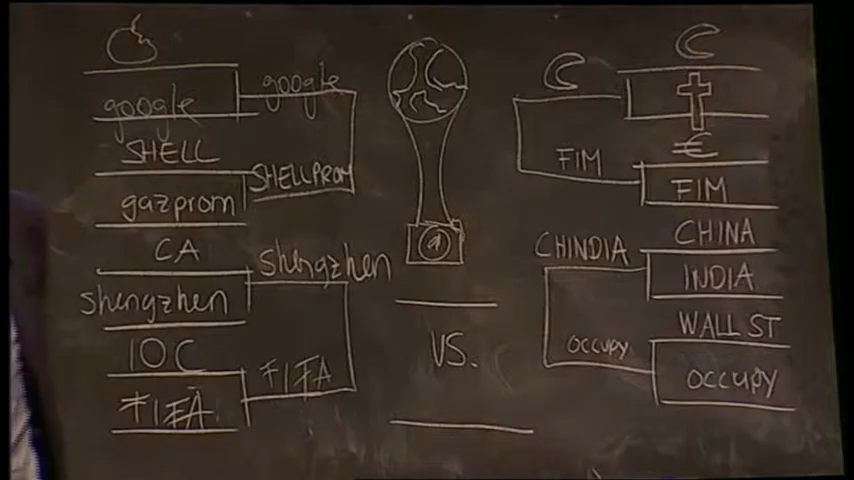 google
google
SHELL
SHELLPROM
gazprom
CA
Shengzhen
shengzhen
IOC
FIFA
FIFA
VS.
€
FIM
FIM
CHINA
CHINDIA
INDIA
WALL ST
OCCUPY
OCCUPY